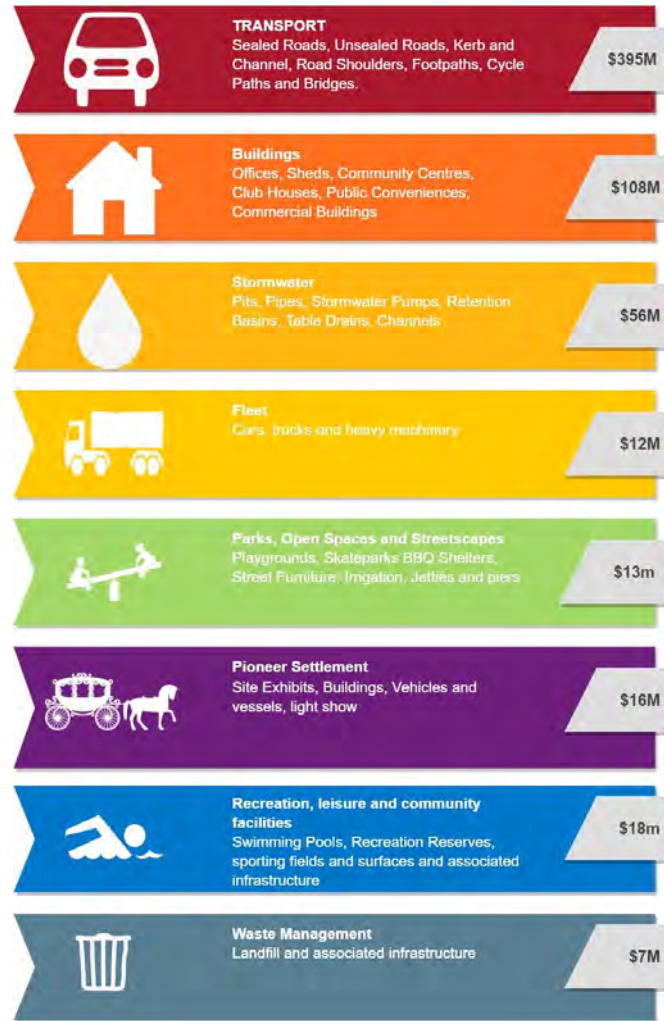 TRANSPORT
Sealed Roads, Unsealed Roads, Kerb and
Channel, Road Shoulders, Footpaths, Cycle
Paths and Bridges.
$395M
Buildings
Offices, Sheds, Community Centres,
Club Houses, Public Conveniences,
Commercial Buildings
$108M
Stormwater
Pits, Pipes, Stormwater Pumps, Retention
Basins, Table Drains, Channels
$56M
Fleet
Cars, trucks and heavy machinery
$12M
Parks, Open Spaces and Streetscapes
Playgrounds, Skateparks BBQ Shelters,
Street Furniture, Irrigation, Jetties and piers
$13m
Pioneer Settlement
Site Exhibits, Buildings, Vehicles and
vessels, light show
$16M
Recreation, leisure and community
facilities
Swimming Pools, Recreation Reserves,
sporting fields and surfaces and associated
infrastructure
$18m
Waste Management
Landfill and associated infrastructure
$7M